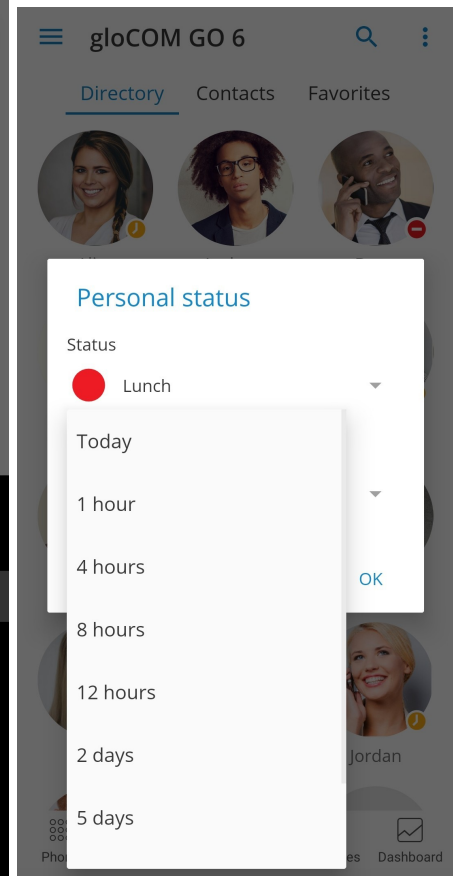 gloCOM GO 6
Directory Contacts Favorites
Personal status
Status
Lunch
Today
1 hour
4 hours
8 hours
12 hours
2 days
5 days
OK
Jordan
Dashboard